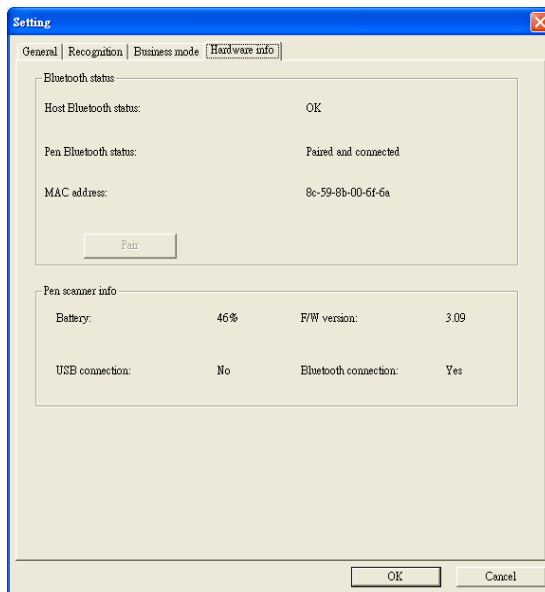 Setting
General Recognition Business mode Hardware info
Bluetooth status
Host Bluetooth status: OK
Pen Bluetooth status: Paired and connected
MAC address: 8c-59-8b-00-6f-6a
Pair
Pen scanner info
Battery: 46% F/W version: 3.09
USB connection: No Bluetooth connection: Yes
OK Cancel